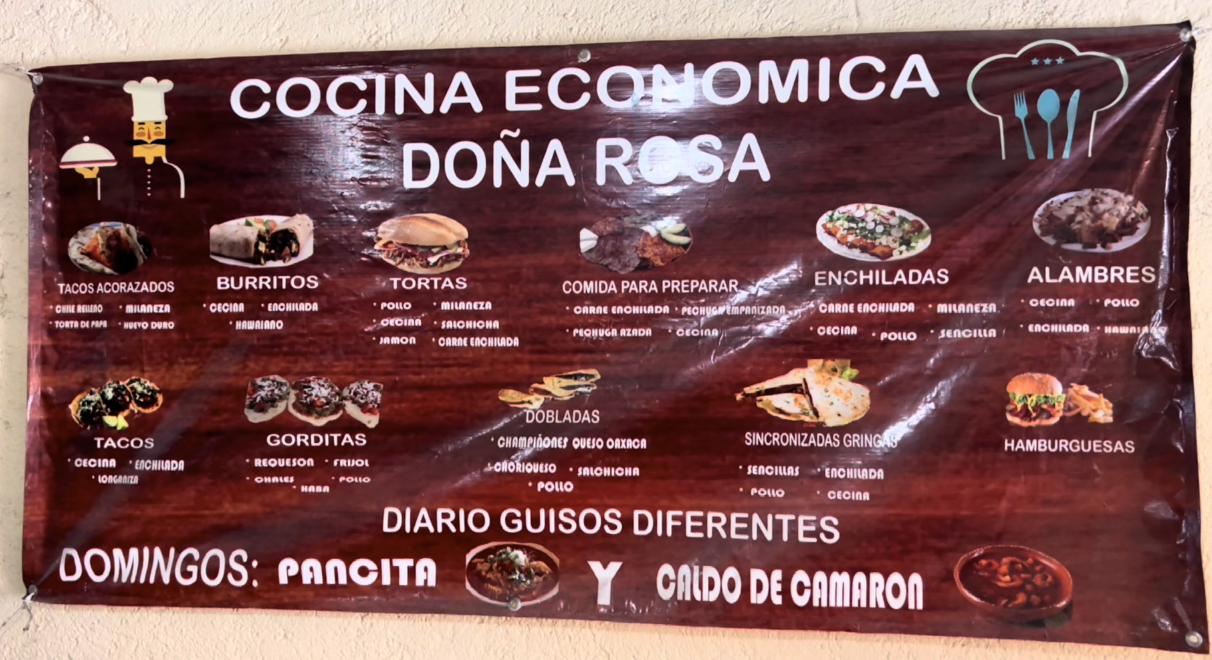 COCINA ECONOMICA
DOÑA ROSA
TACOS ACORAZADOS
· CHILE RELLENO · MILANEZA
· TORTA DE PAPA · HUEVO DURO
BURRITOS
· CECINA · ENCHILADA
· HAWAIANO
TORTAS
· POLLO · MILANEZA
· CECINA · SALCHICHA
· JAMON · CARNE ENCHILADA
COMIDA PARA PREPARAR
· CARNE ENCHILADA · PECHUGA EMPANIZADA
· PECHUGA AZADA · CECINA
ENCHILADAS
· CARNE ENCHILADA · MILANEZA
· CECINA · POLLO · SENCILLA
ALAMBRES
· CECINA · POLLO
· ENCHILADA · HAWAIANA
TACOS
· CECINA · ENCHILADA
· LONGANIZA
GORDITAS
· REQUESON · FRIJOL
· CHALES · POLLO
· HABA
DOBLADAS
· CHAMPIÑONES QUESO OAXACA
· CHORIQUESO · SALCHICHA
· POLLO
SINCRONIZADAS GRINGAS
· SENCILLAS · ENCHILADA
· POLLO · CECINA
HAMBURGUESAS
DIARIO GUISOS DIFERENTES
DOMINGOS: PANCITA Y CALDO DE CAMARON